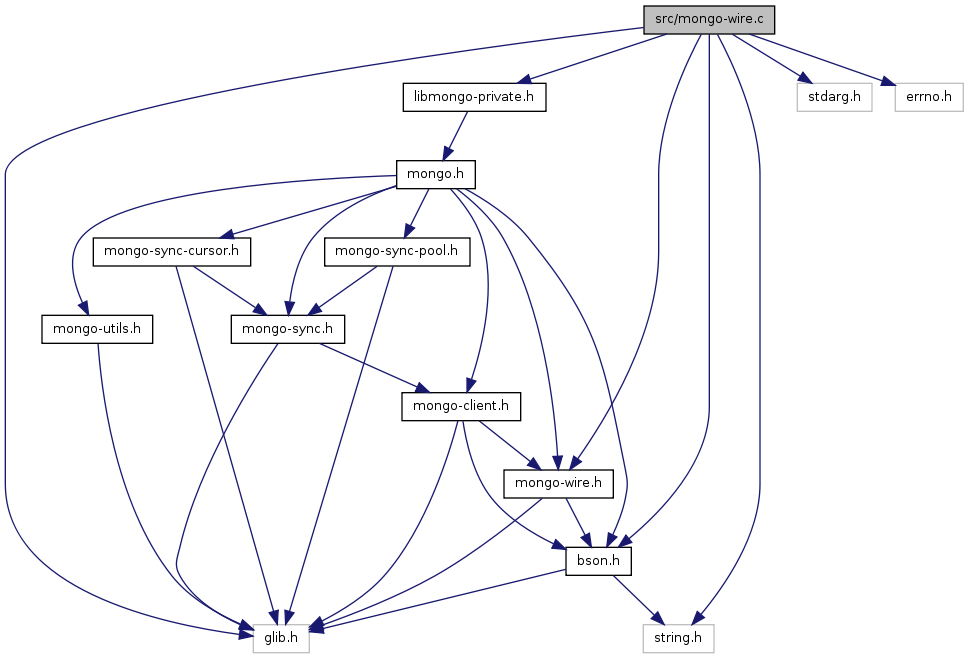 src/mongo-wire.c
libmongo-private.h
stdarg.h
errno.h
mongo.h
mongo-sync-cursor.h
mongo-sync-pool.h
mongo-utils.h
mongo-sync.h
mongo-client.h
mongo-wire.h
bson.h
glib.h
string.h